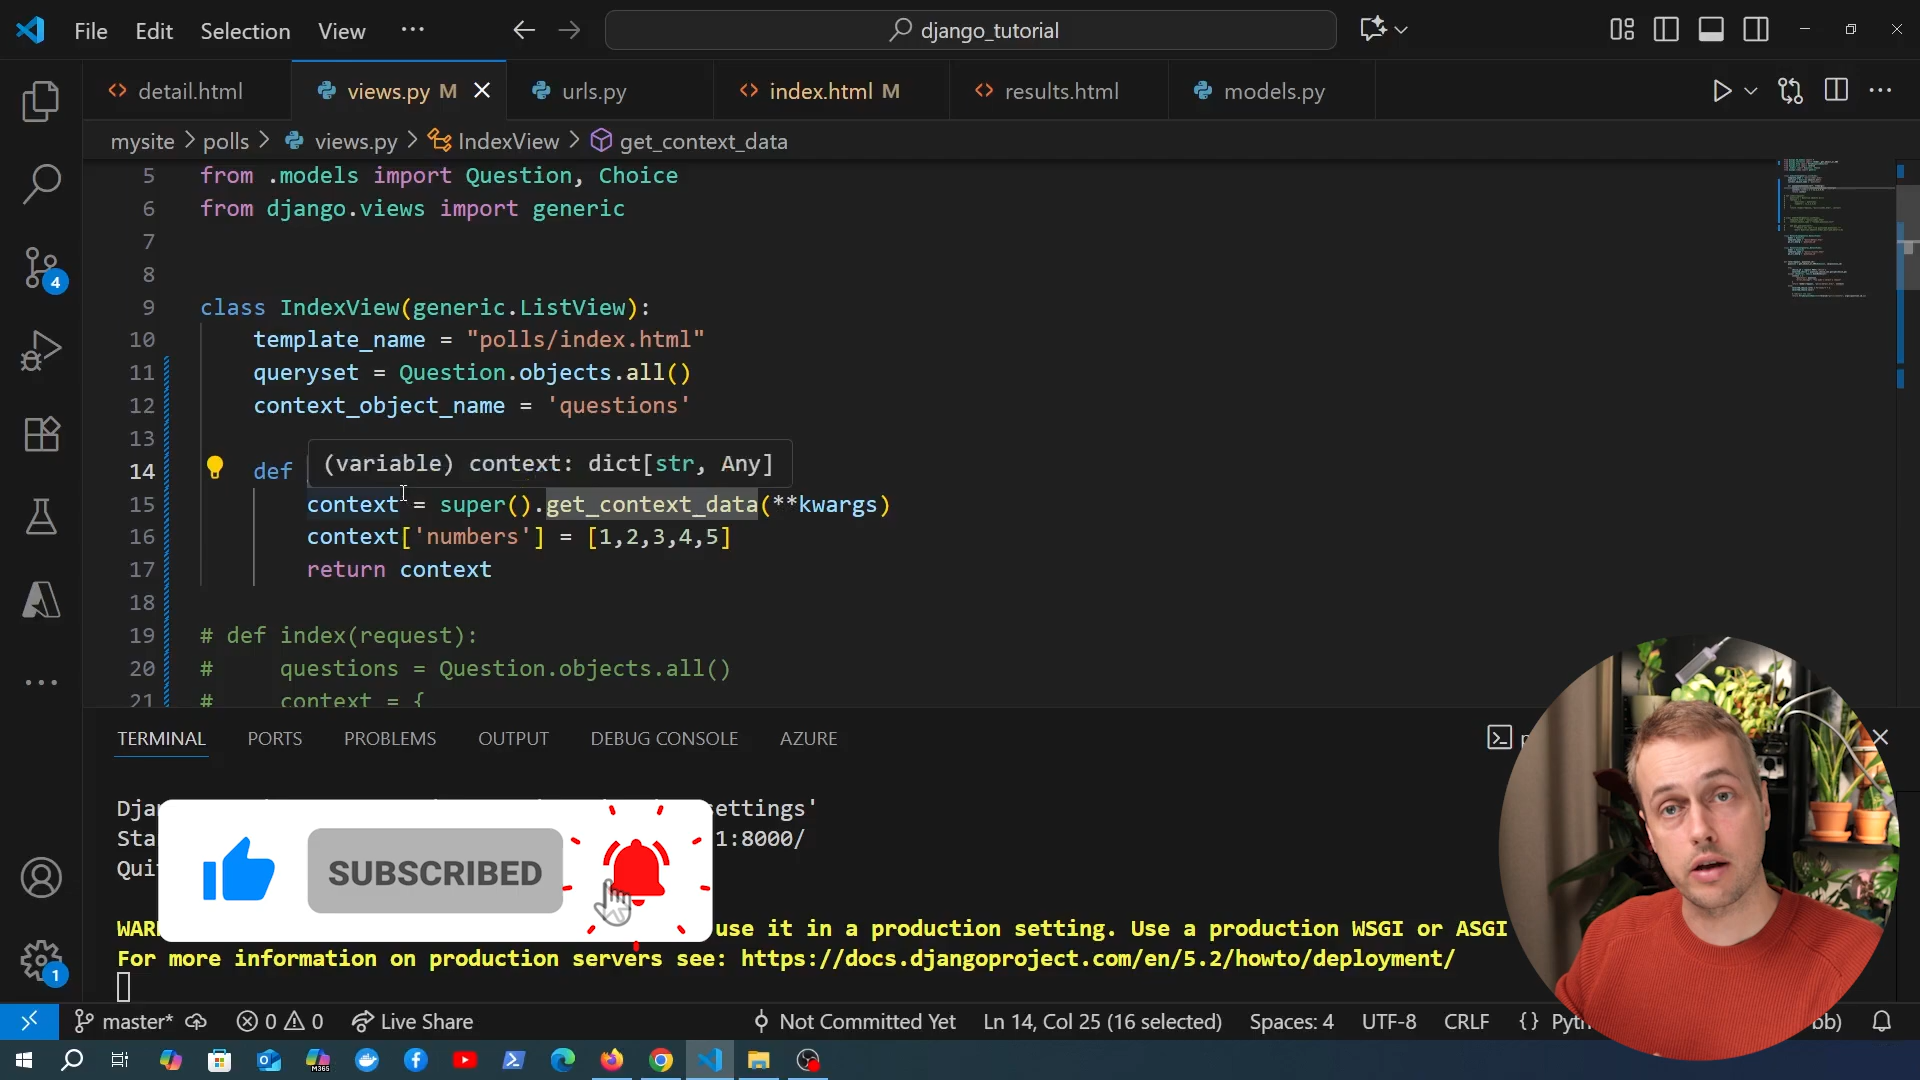 File Edit Selection View ··· django_tutorial
detail.html views.py M urls.py index.html M results.html models.py
mysite > polls > views.py > IndexView > get_context_data
5 from .models import Question, Choice
6 from django.views import generic
7
8
9 class IndexView(generic.ListView):
10 template_name = "polls/index.html"
11 queryset = Question.objects.all()
12 context_object_name = 'questions'
13
(variable) context: dict[str, Any]
14 def
15 context = super().get_context_data(**kwargs)
16 context['numbers'] = [1,2,3,4,5]
17 return context
18
19 # def index(request):
20 # questions = Question.objects.all()
21 # context = {
4
TERMINAL PORTS PROBLEMS OUTPUT DEBUG CONSOLE AZURE
settings'
1:8000/
SUBSCRIBED
use it in a production setting. Use a production WSGI or ASGI
For more information on production servers see: https://docs.djangoproject.com/en/5.2/howto/deployment/
1
master* 0 0 Live Share Not Committed Yet Ln 14, Col 25 (16 selected) Spaces: 4 UTF-8 CRLF {}
M365